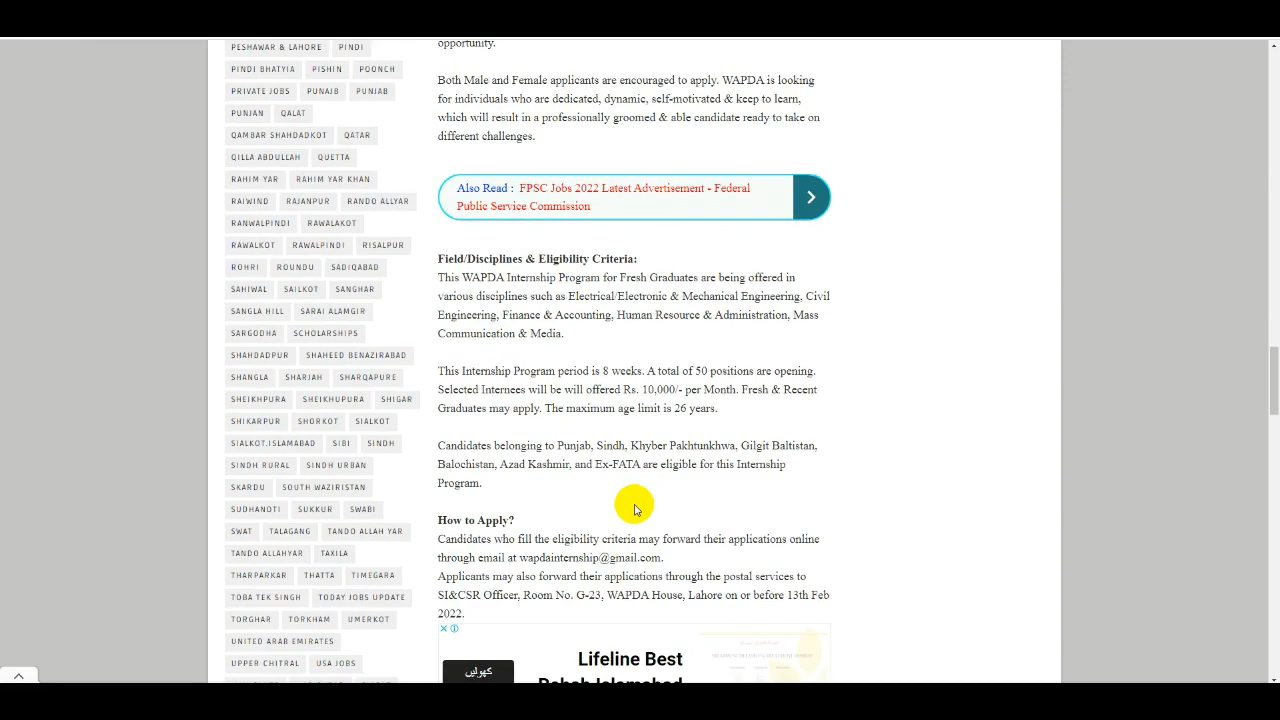 PESHAWAR & LAHORE PINDI
PINDI BHATYIA PISHIN POONCH
PRIVATE JOBS PUNAJB PUNJAB
PUNJAN QALAT
QAMBAR SHAHDADKOT QATAR
QILLA ABDULLAH QUETTA
RAHIM YAR RAHIM YAR KHAN
RAIWIND RAJANPUR RANDO ALLYAR
RANWALPINDI RAWALAKOT
RAWALKOT RAWALPINDI RISALPUR
ROHRI ROUNDU SADIQABAD
SAHIWAL SAILKOT SANGHAR
SANGLA HILL SARAI ALAMGIR
SARGODHA SCHOLARSHIPS
SHAHDADPUR SHAHEED BENAZIRABAD
SHANGLA SHARJAH SHARQAPURE
SHEIKHPURA SHEIKHUPURA SHIGAR
SHIKARPUR SHORKOT SIALKOT
SIALKOT.ISLAMABAD SIBI SINDH
SINDH RURAL SINDH URBAN
SKARDU SOUTH WAZIRISTAN
SUDHANOTI SUKKUR SWABI
SWAT TALAGANG TANDO ALLAH YAR
TANDO ALLAHYAR TAXILA
THARPARKAR THATTA TIMEGARA
TOBA TEK SINGH TODAY JOBS UPDATE
TORGHAR TORKHAM UMERKOT
UNITED ARAB EMIRATES
UPPER CHITRAL USA JOBS
opportunity.
Both Male and Female applicants are encouraged to apply. WAPDA is looking
for individuals who are dedicated, dynamic, self-motivated & keep to learn,
which will result in a professionally groomed & able candidate ready to take on
different challenges.
Also Read : FPSC Jobs 2022 Latest Advertisement - Federal
Public Service Commission
Field/Disciplines & Eligibility Criteria:
This WAPDA Internship Program for Fresh Graduates are being offered in
various disciplines such as Electrical/Electronic & Mechanical Engineering, Civil
Engineering, Finance & Accounting, Human Resource & Administration, Mass
Communication & Media.
This Internship Program period is 8 weeks. A total of 50 positions are opening.
Selected Internees will be will offered Rs. 10,000/- per Month. Fresh & Recent
Graduates may apply. The maximum age limit is 26 years.
Candidates belonging to Punjab, Sindh, Khyber Pakhtunkhwa, Gilgit Baltistan,
Balochistan, Azad Kashmir, and Ex-FATA are eligible for this Internship
Program.
How to Apply?
Candidates who fill the eligibility criteria may forward their applications online
through email at wapdainternship@gmail.com.
Applicants may also forward their applications through the postal services to
SI&CSR Officer, Room No. G-23, WAPDA House, Lahore on or before 13th Feb
2022.
Lifeline Best
کھولیں
Rehab Islamabad